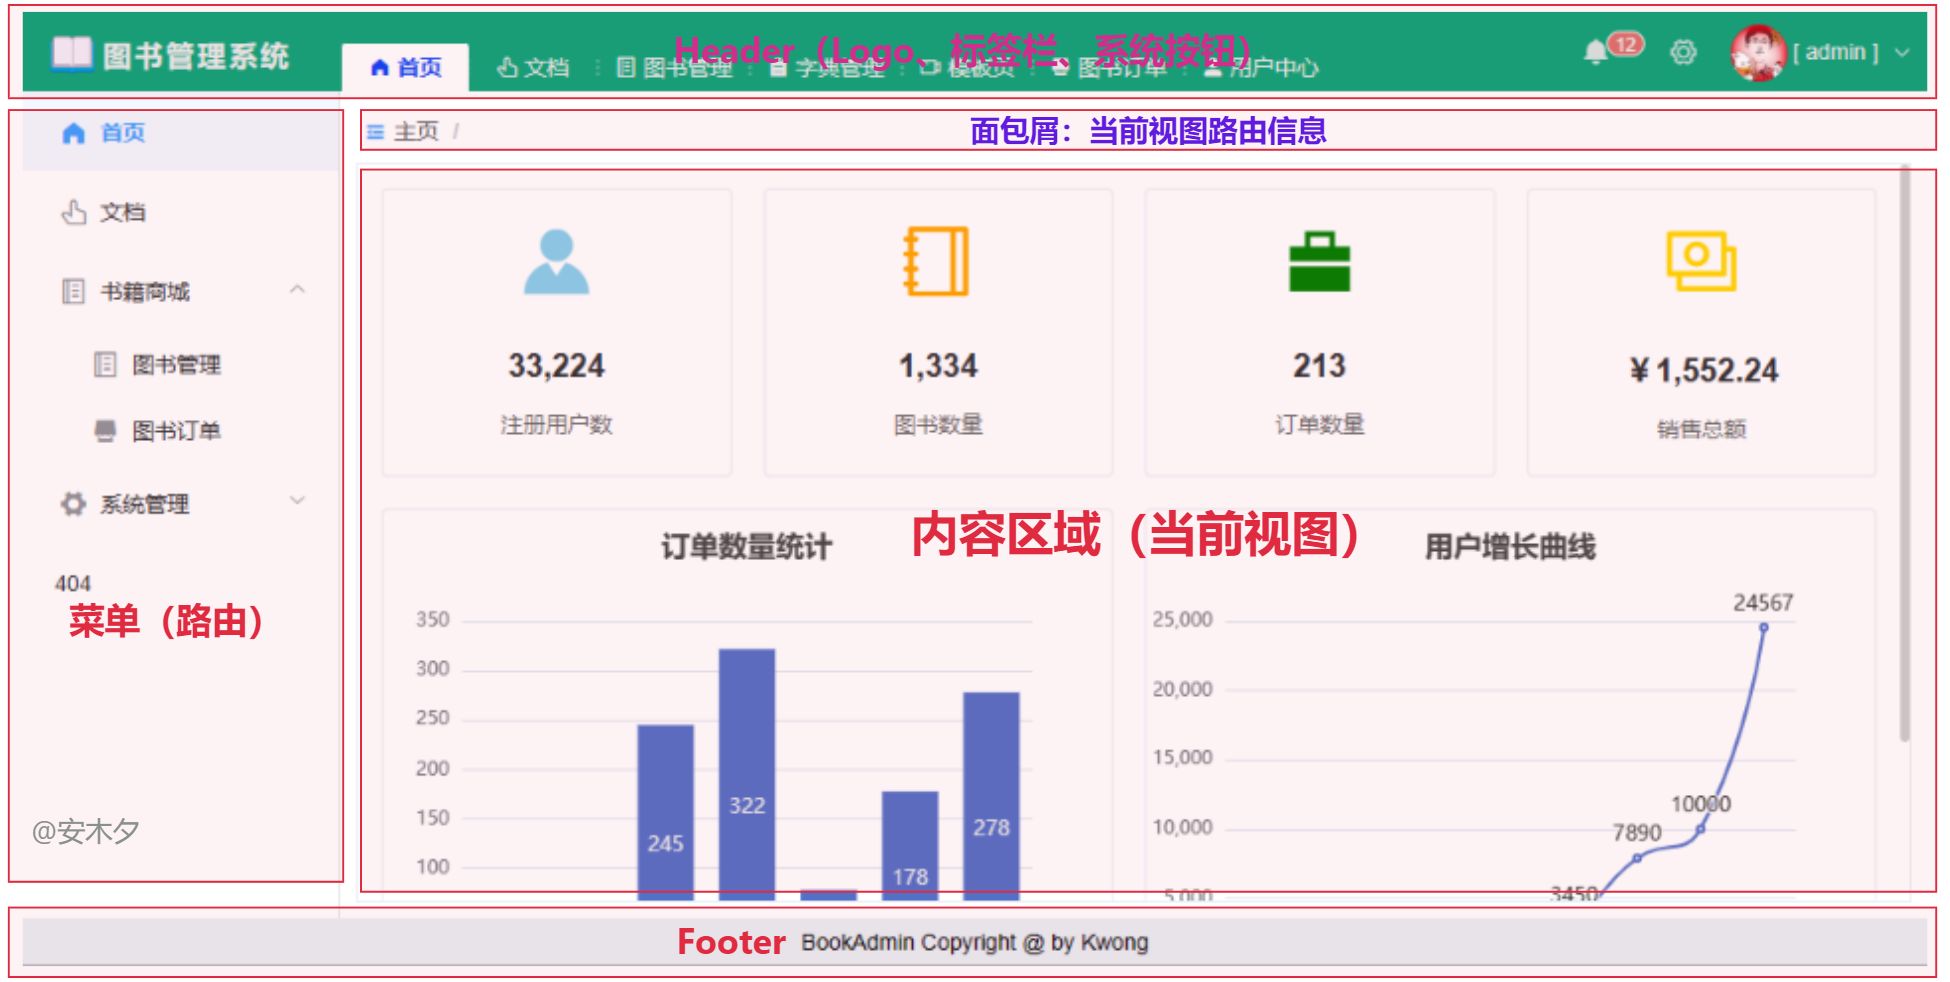 图书管理系统
首页
文档
图书管理
字典管理
模板页
图书订单
用户中心
Header（Logo、标签栏、系统按钮）
12
[ admin ]
首页
文档
书籍商城
图书管理
图书订单
系统管理
404
菜单（路由）
@安木夕
主页 /
面包屑：当前视图路由信息
33,224
注册用户数
1,334
图书数量
213
订单数量
¥ 1,552.24
销售总额
内容区域（当前视图）
订单数量统计
350
300
250
200
150
100
245
322
178
278
用户增长曲线
25,000
20,000
15,000
10,000
5,000
24567
10000
7890
3450
Footer
BookAdmin Copyright @ by Kwong